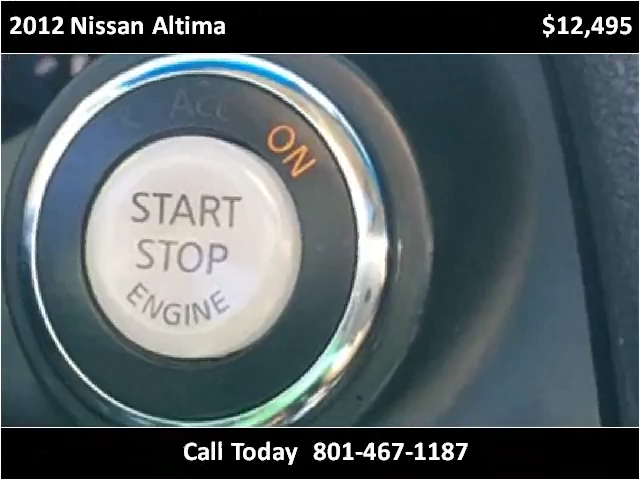 2012 Nissan Altima $12,495
ACC
ON
START
STOP
ENGINE
Call Today 801-467-1187